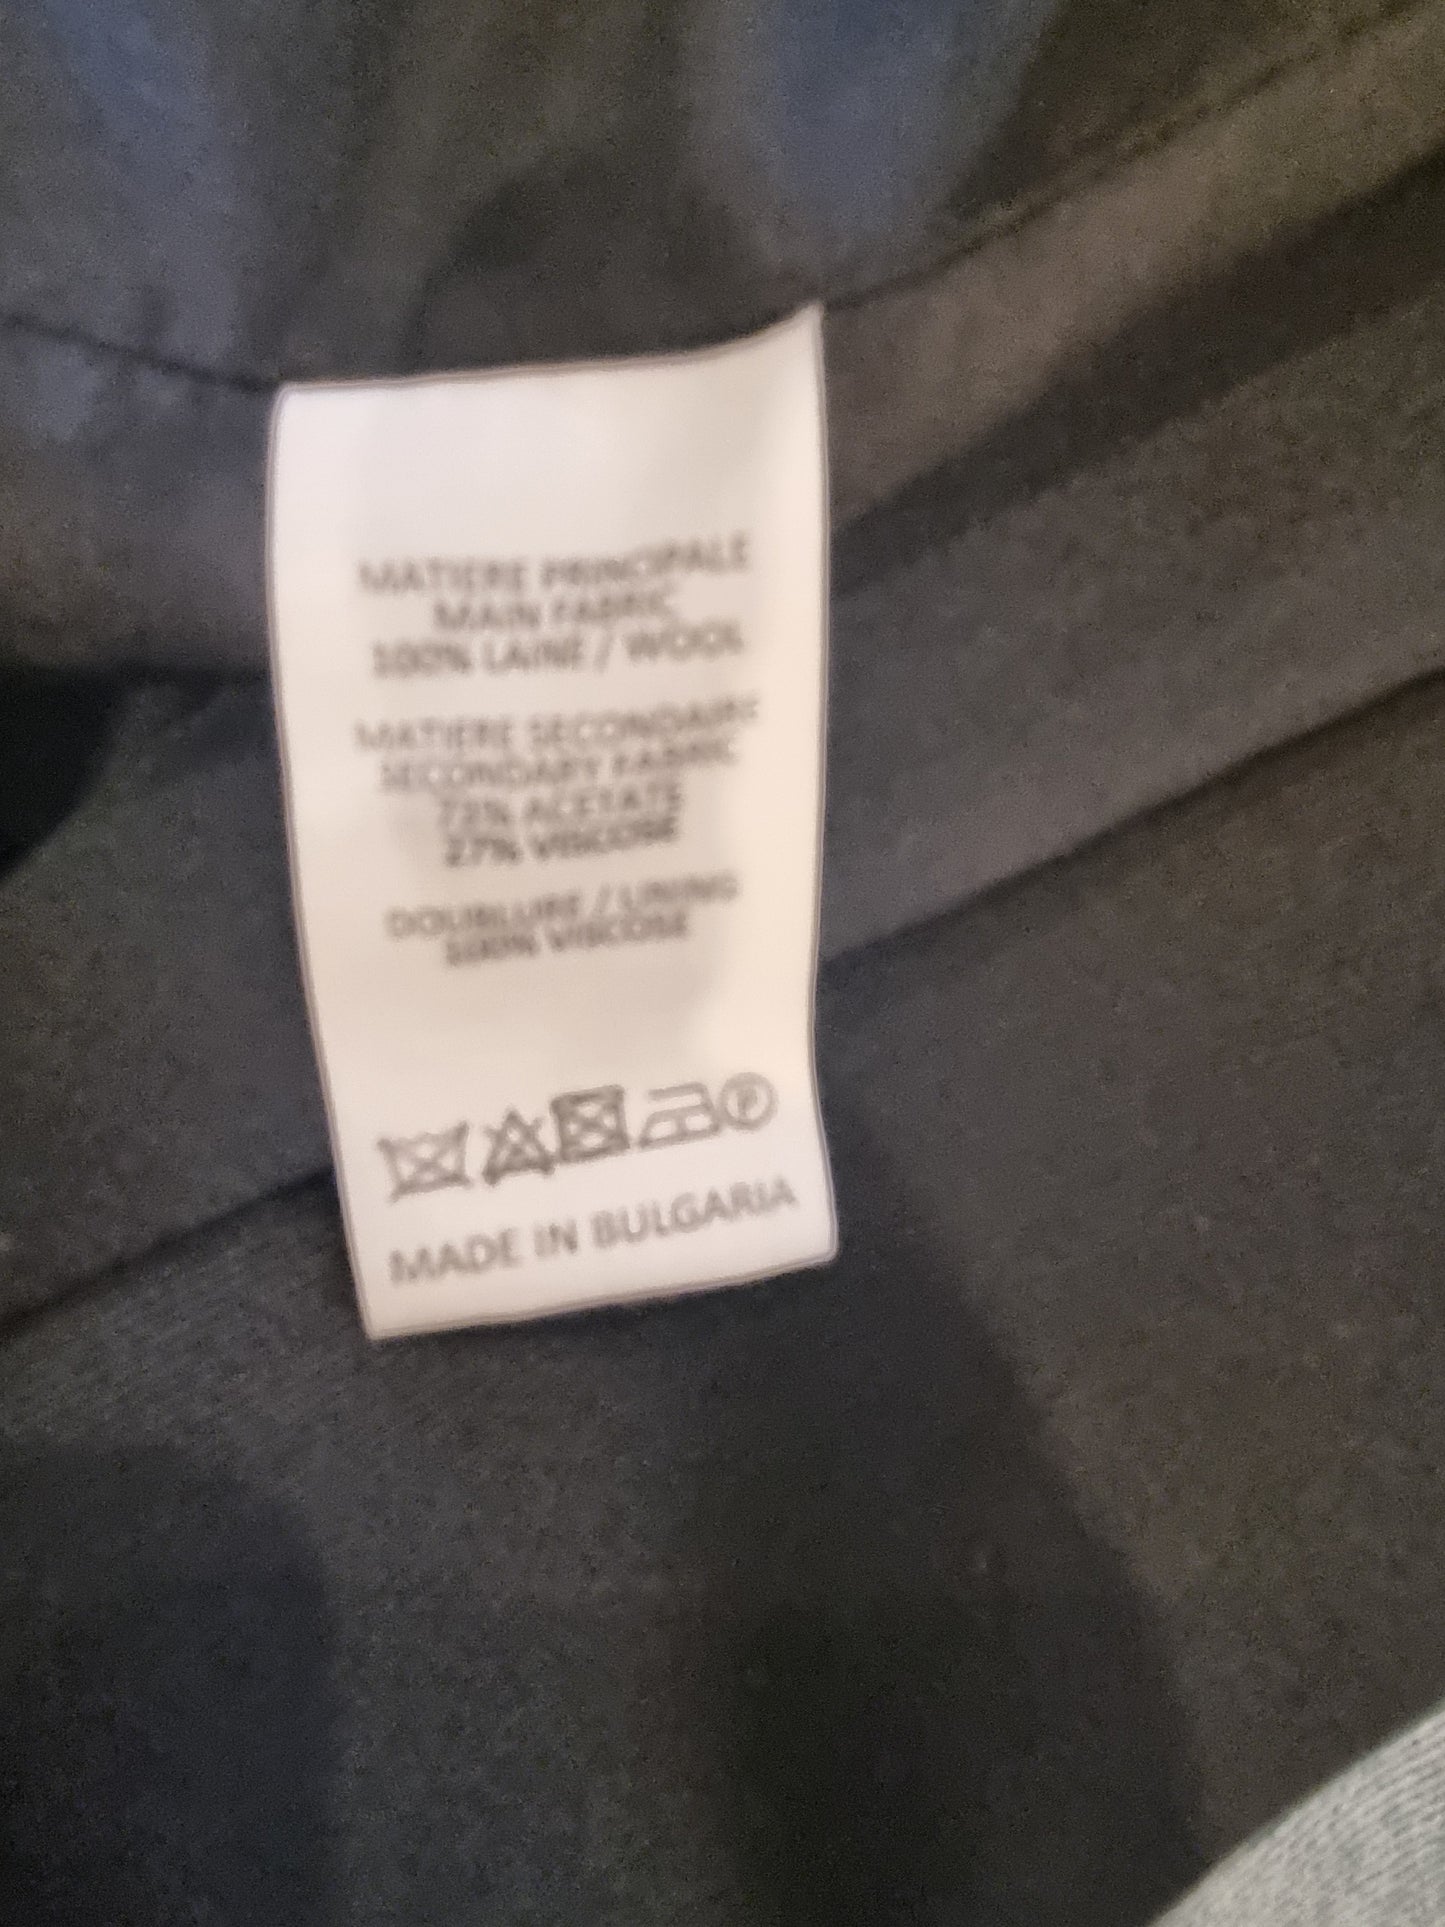 MATIERE PRINCIPALE
MAIN FABRIC
100% LAINE / WOOL
MATIERE SECONDAIRE
SECONDARY FABRIC
73% ACETATE
27% VISCOSE
DOUBLURE / LINING
100% VISCOSE
P
MADE IN BULGARIA